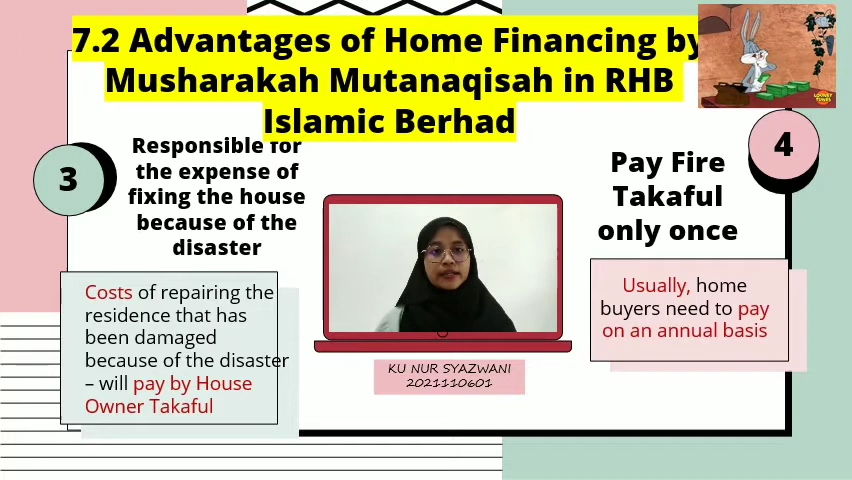 7.2 Advantages of Home Financing by
Musharakah Mutanaqisah in RHB
Islamic Berhad
3
Responsible for
the expense of
fixing the house
because of the
disaster
Costs of repairing the
residence that has
been damaged
because of the disaster
– will pay by House
Owner Takaful
KU NUR SYAZWANI
2021110601
4
Pay Fire
Takaful
only once
Usually, home
buyers need to pay
on an annual basis
LOONEY
TUNES